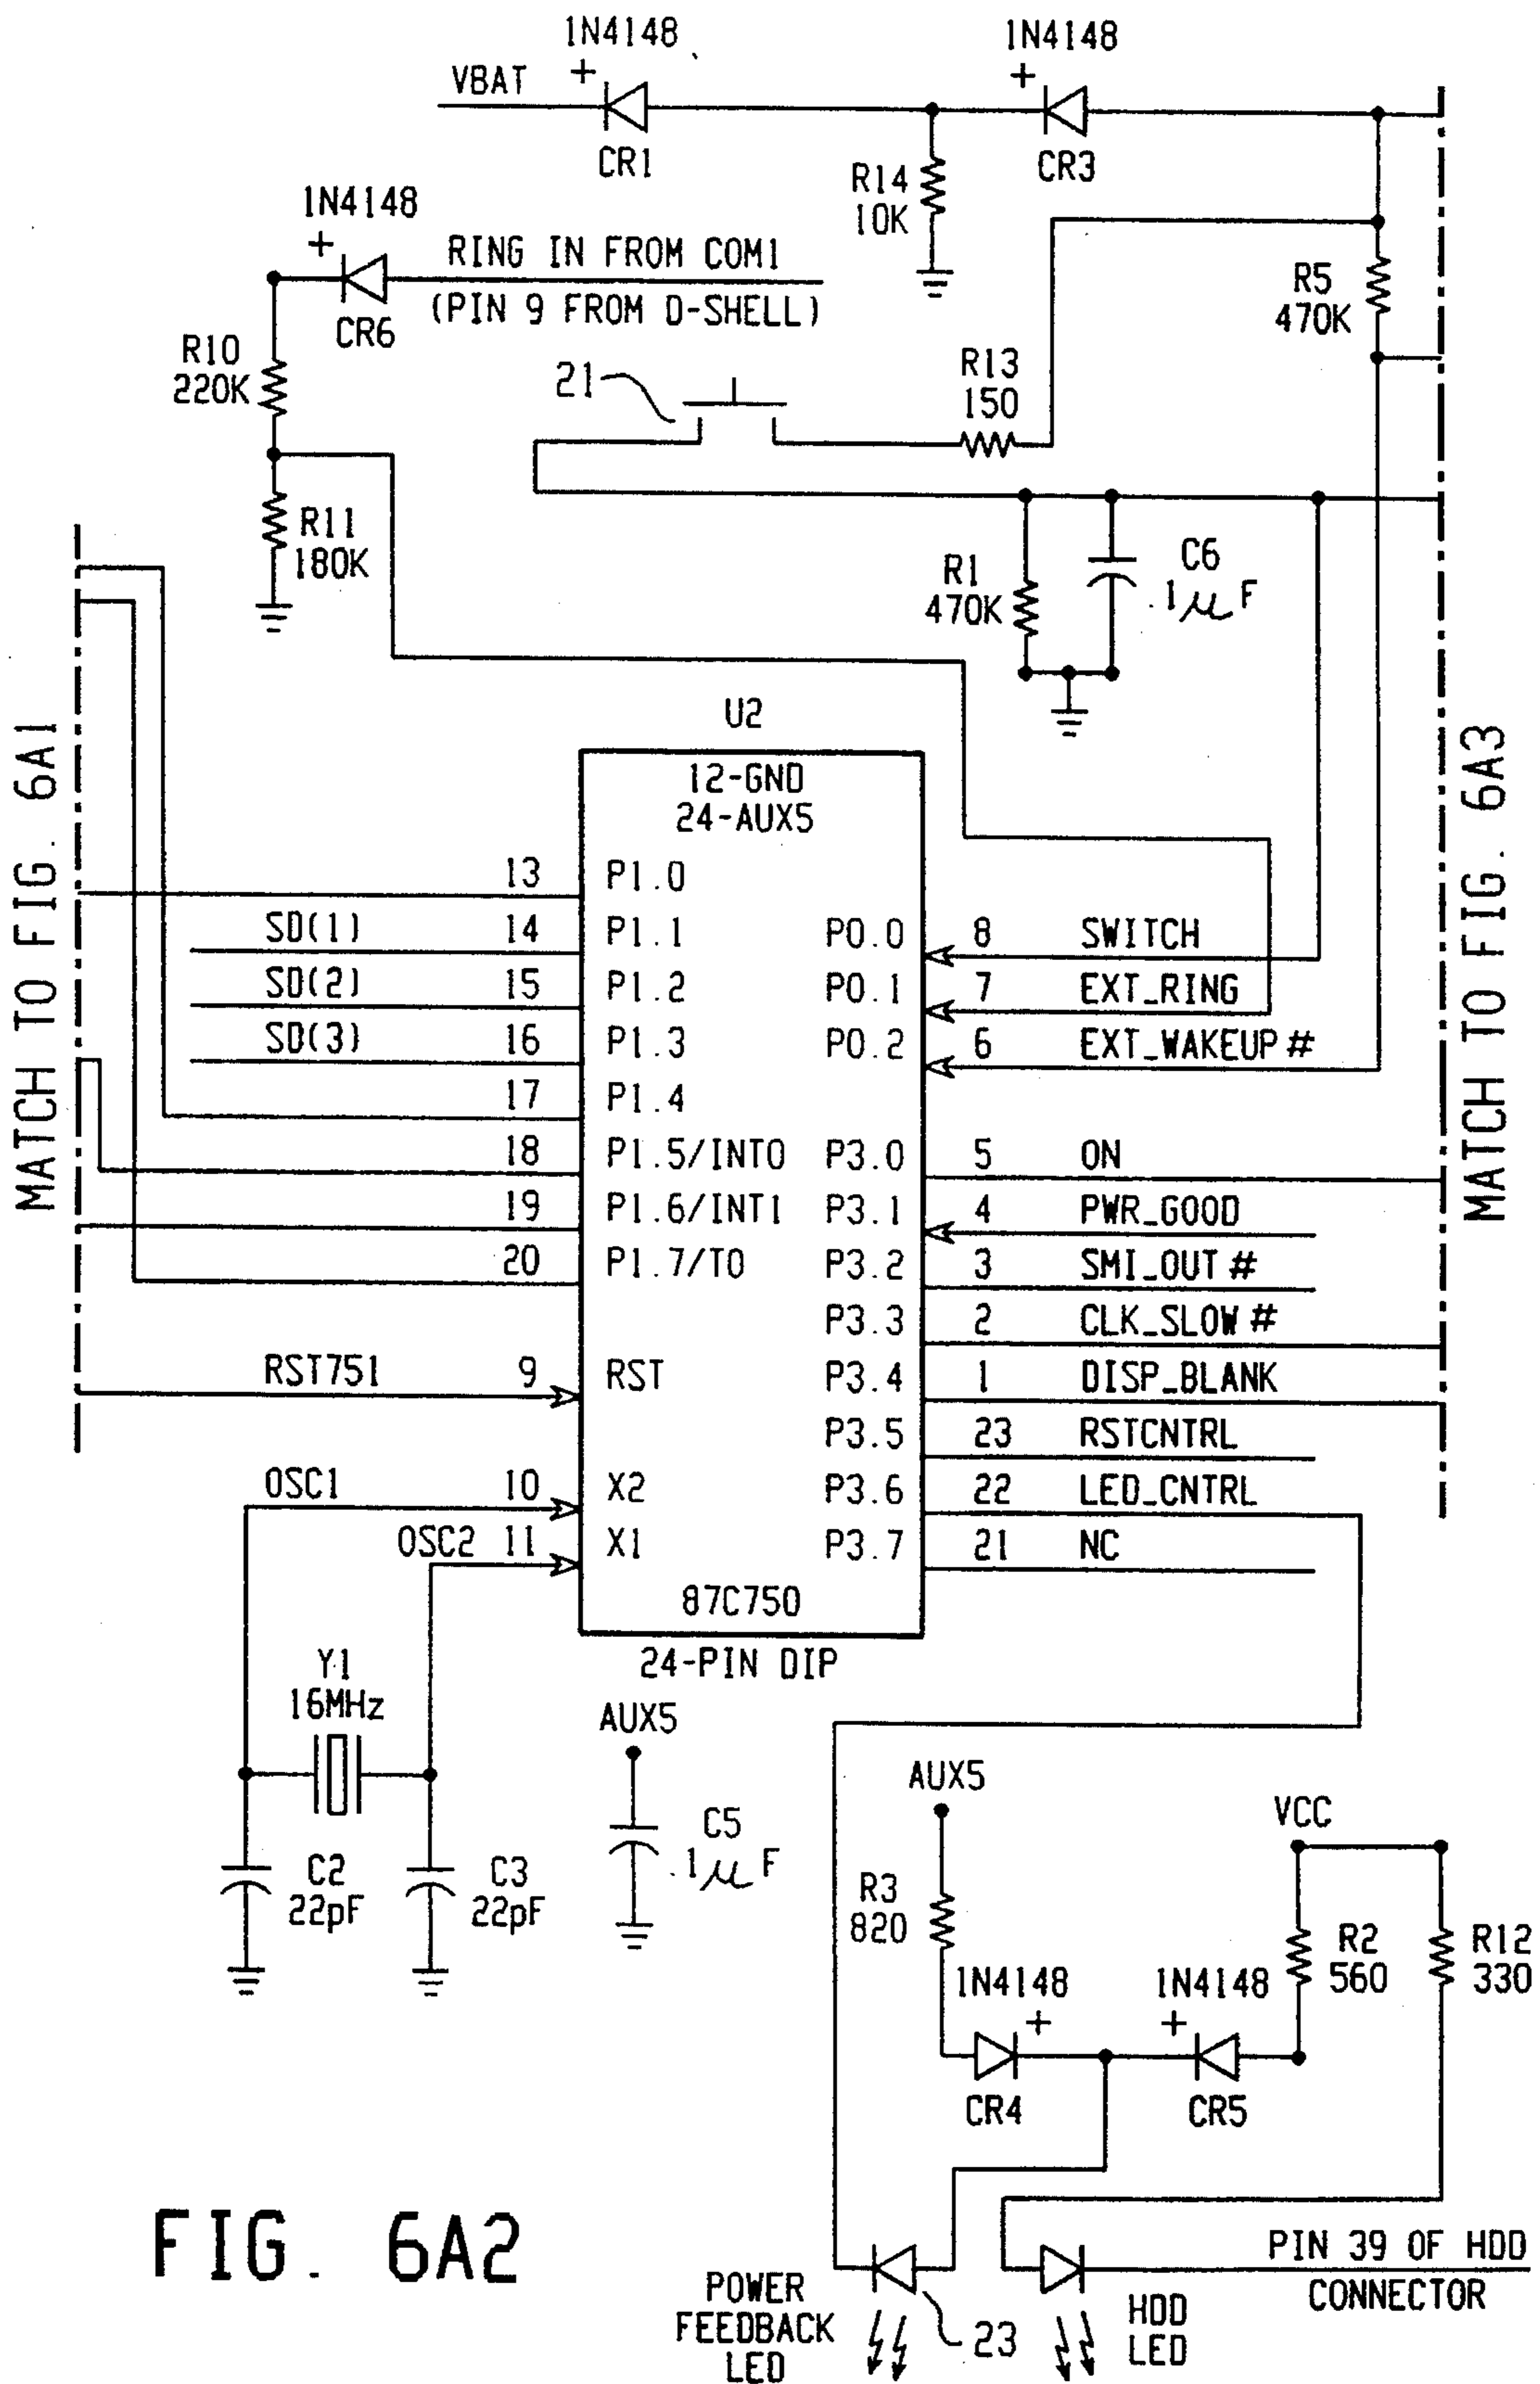 1N4148
1N4148
+
+
VBAT
CR1
CR3
R14
10K
1N4148
+
RING IN FROM COM1
(PIN 9 FROM D-SHELL)
CR6
R5
470K
R10
220K
21
R13
150
R11
180K
R1
470K
C6
.1µF
MATCH TO FIG. 6A1
MATCH TO FIG. 6A3
U2
12-GND
24-AUX5
13 P1.0
SD(1) 14 P1.1
P0.0 8 SWITCH
SD(2) 15 P1.2
P0.1 7 EXT_RING
SD(3) 16 P1.3
P0.2 6 EXT_WAKEUP#
17 P1.4
18 P1.5/INT0
P3.0 5 ON
19 P1.6/INT1
P3.1 4 PWR_GOOD
20 P1.7/T0
P3.2 3 SMI_OUT#
P3.3 2 CLK_SLOW#
RST751 9 RST
P3.4 1 DISP_BLANK
P3.5 23 RSTCNTRL
OSC1 10 X2
P3.6 22 LED_CNTRL
OSC2 11 X1
P3.7 21 NC
87C750
24-PIN DIP
Y1
16MHz
AUX5
C5
.1µF
C2
22pF
C3
22pF
AUX5
VCC
R3
820
R2
560
R12
330
1N4148
+
1N4148
+
CR4
CR5
FIG. 6A2
POWER
FEEDBACK
LED
23
HDD
LED
PIN 39 OF HDD
CONNECTOR